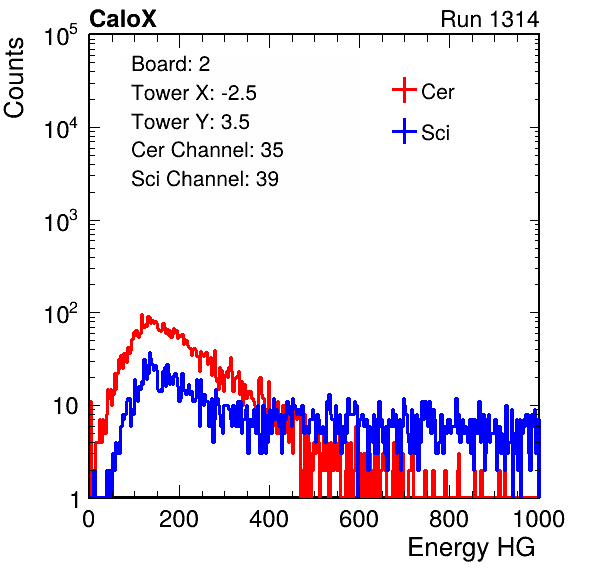 CaloX Run 1314
Counts
10^5
10^4
10^3
10^2
10
1
Board: 2
Tower X: -2.5
Tower Y: 3.5
Cer Channel: 35
Sci Channel: 39
Cer
Sci
0 200 400 600 800 1000
Energy HG